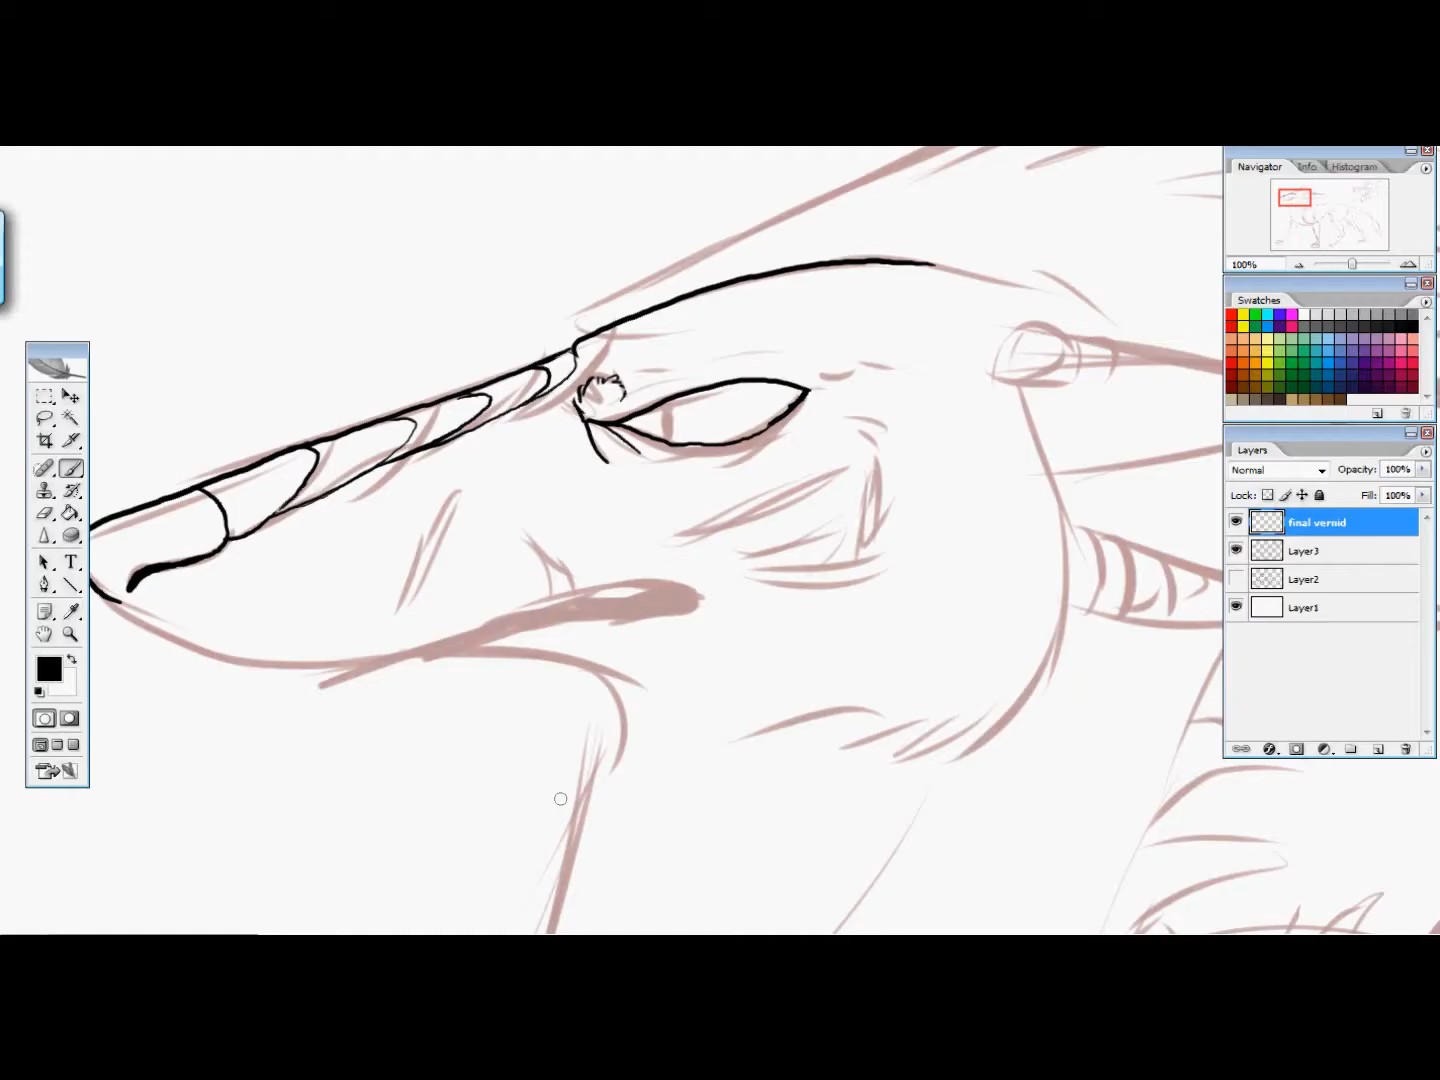 Navigator Info Histogram
100%
Swatches
Layers
Normal Opacity: 100%
Lock: Fill: 100%
final vernid
Layer3
Layer2
Layer1
T